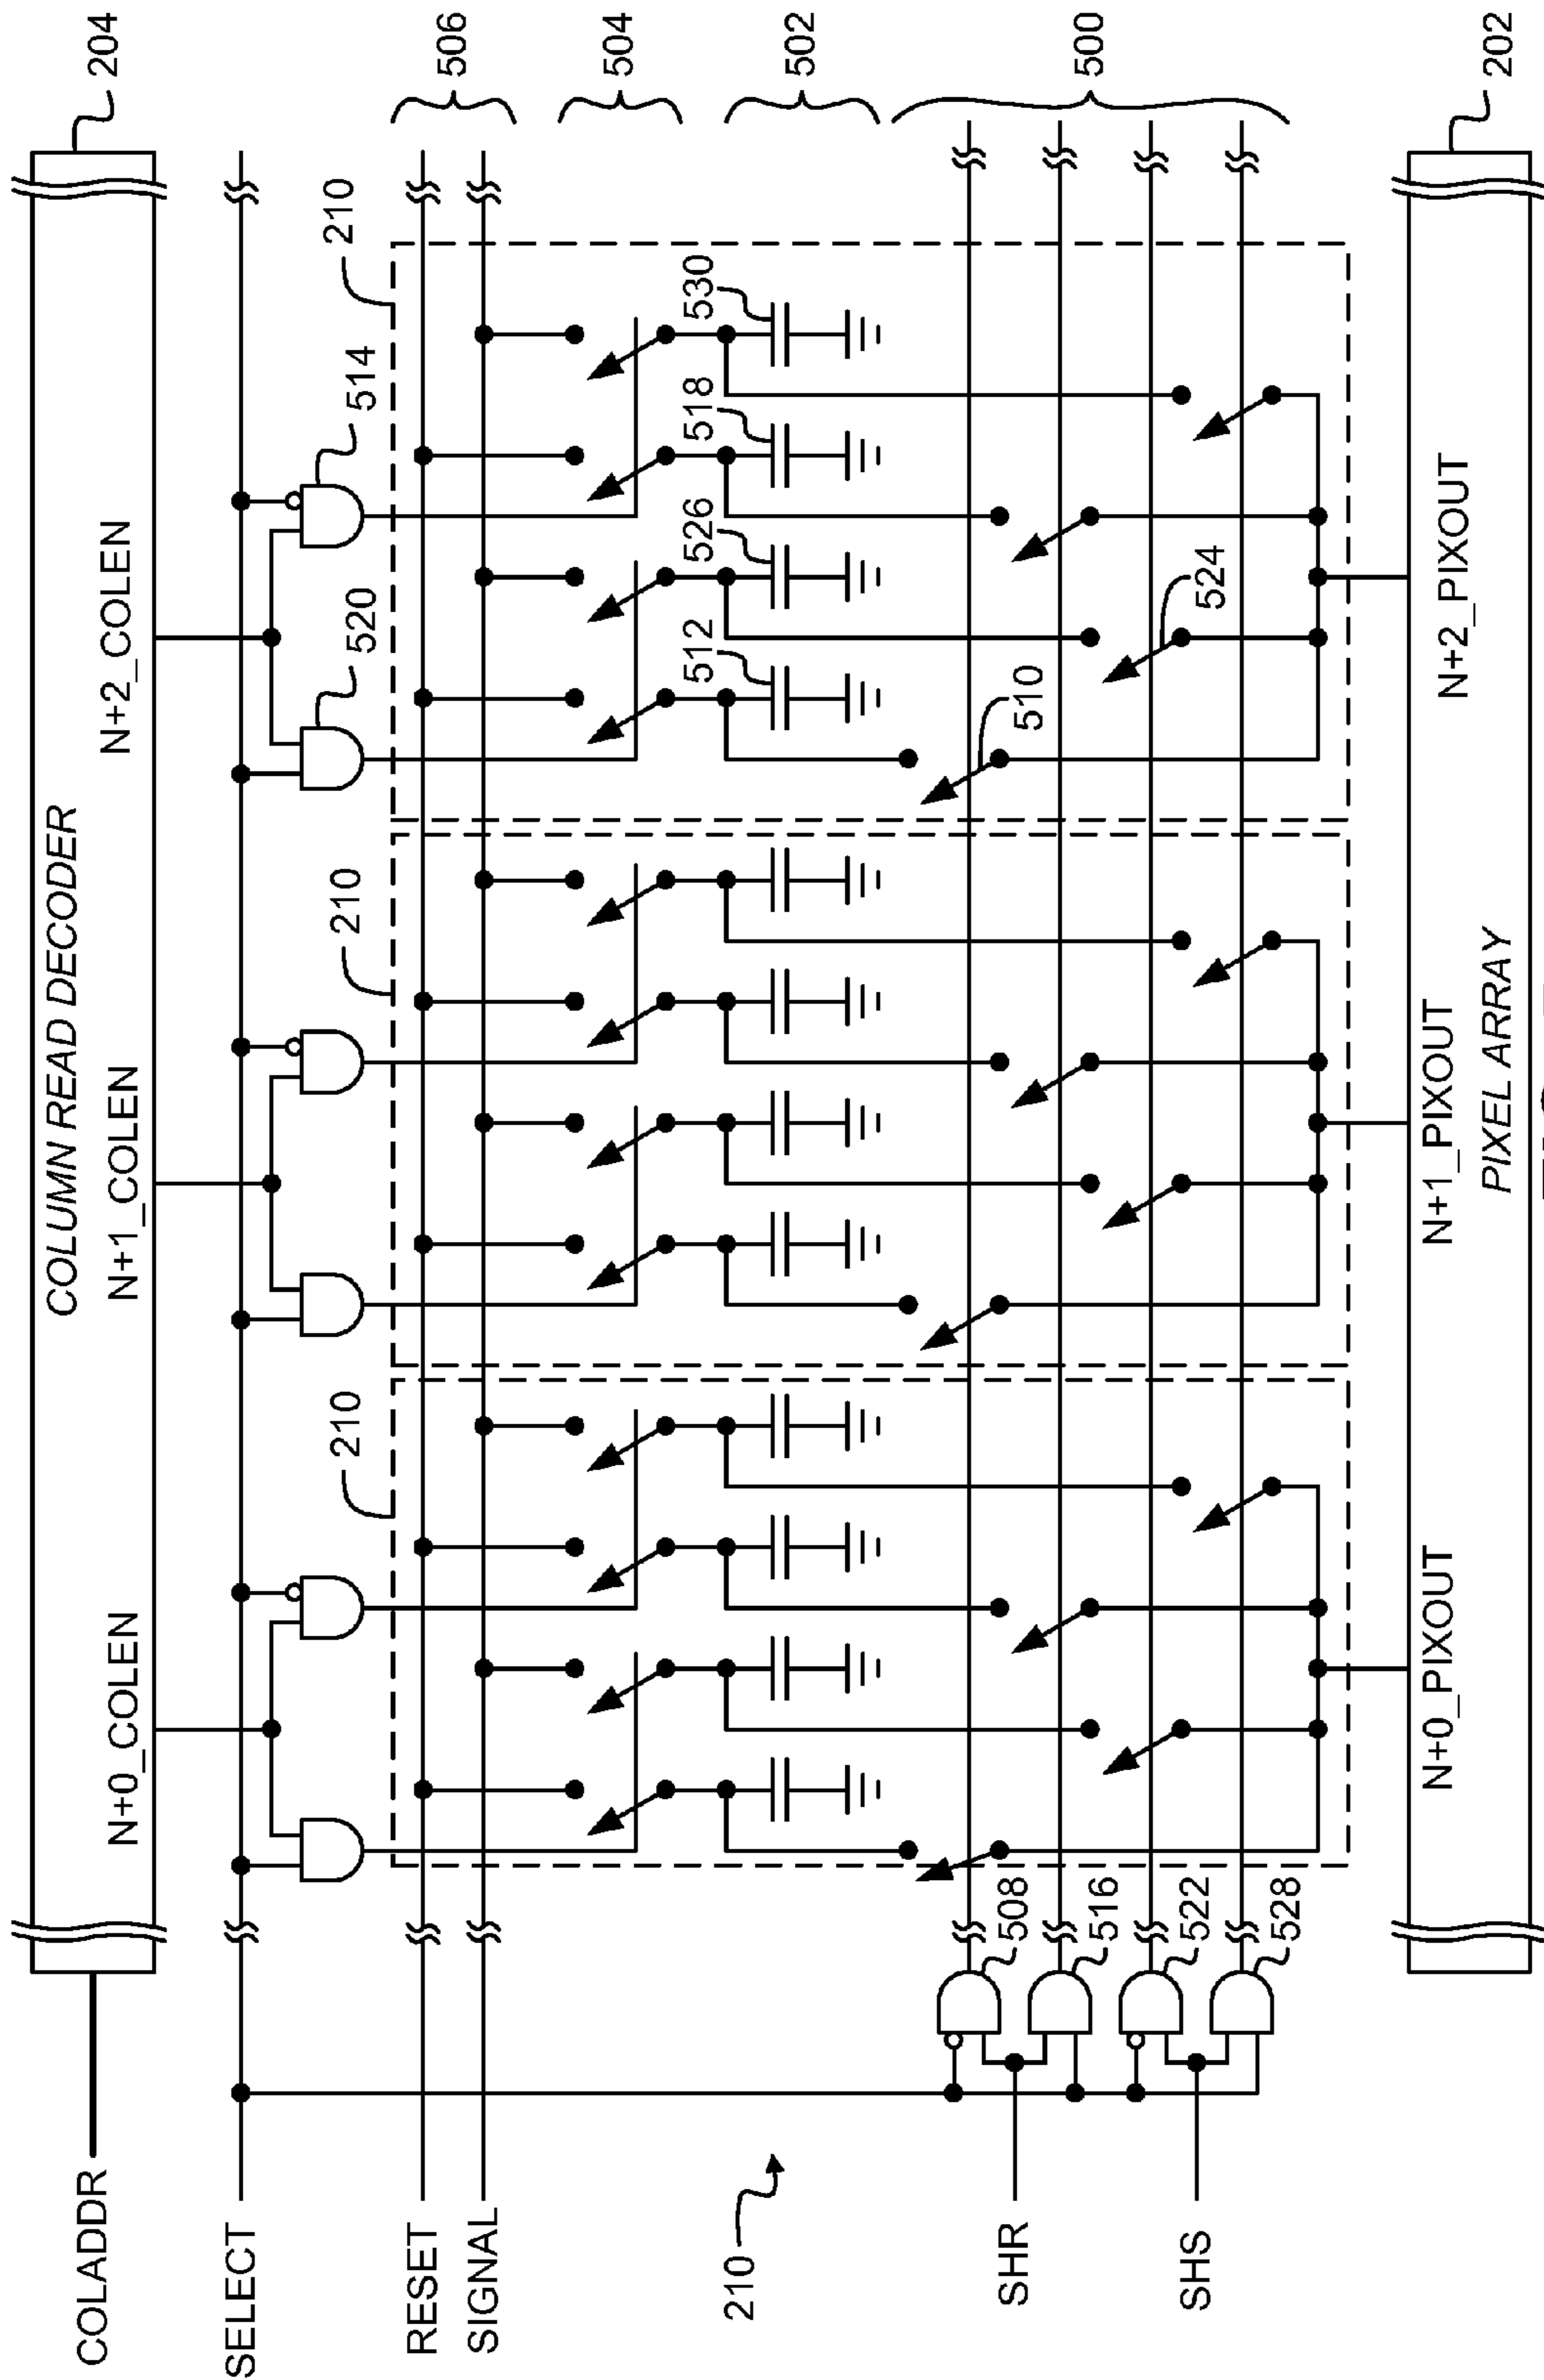 COLADDR
SELECT
RESET
SIGNAL
210
SHR
SHS
COLUMN READ DECODER
N+0_COLEN
N+1_COLEN
N+2_COLEN
204
506
504
502
500
202
210
210
210
520
514
512
526
518
530
510
524
508
516
522
528
N+0_PIXOUT
N+1_PIXOUT
N+2_PIXOUT
PIXEL ARRAY